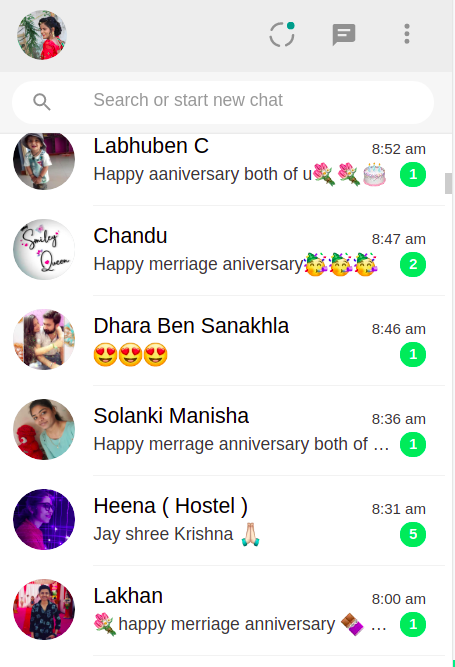 Search or start new chat
Labhuben C 8:52 am
Happy aaniversary both of u💐💐🎂 1
Smiley Queen
Chandu 8:47 am
Happy merriage aniversary🥳🥳🥳 2
Dhara Ben Sanakhla 8:46 am
😍😍😍 1
Solanki Manisha 8:36 am
Happy merrage anniversary both of … 1
Heena ( Hostel ) 8:31 am
Jay shree Krishna 🙏🏻 5
Lakhan 8:00 am
💐happy merriage anniversary 🍫 … 1